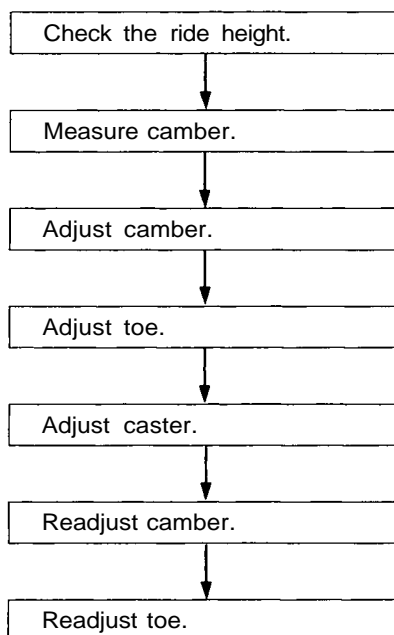 Check the ride height.
Measure camber.
Adjust camber.
Adjust toe.
Adjust caster.
Readjust camber.
Readjust toe.